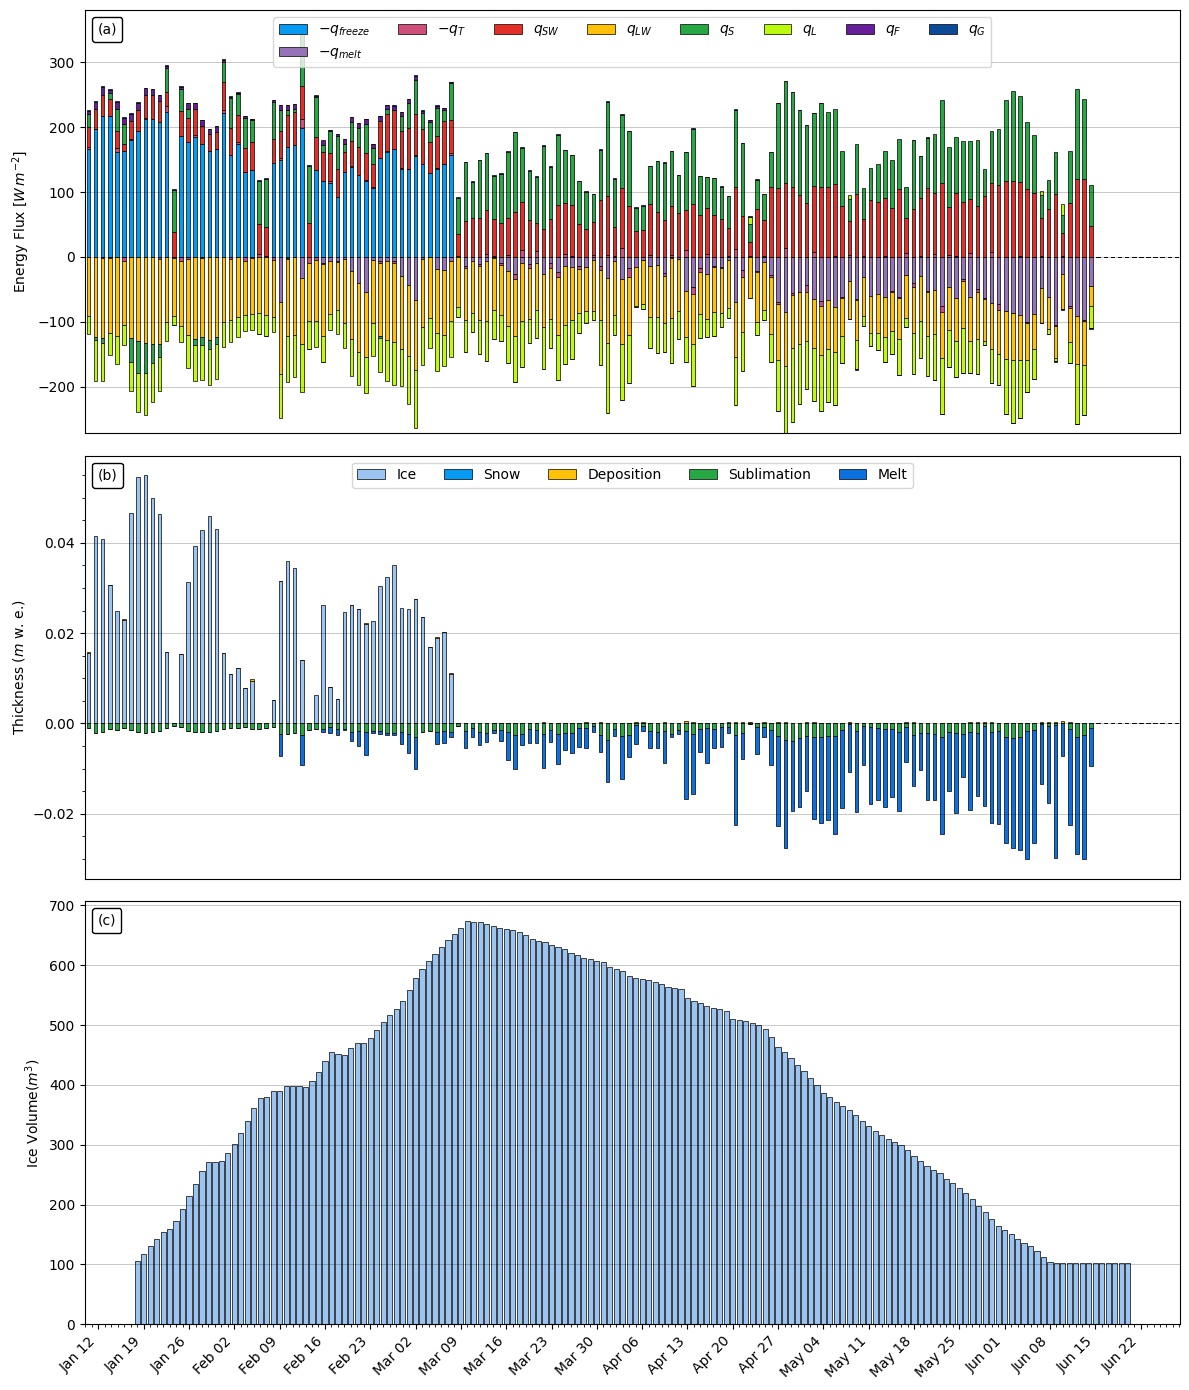 (a)
−q_freeze −q_T q_SW q_LW q_S q_L q_F q_G
−q_melt
Energy Flux [W m⁻²]
300
200
100
0
−100
−200
(b)
Ice Snow Deposition Sublimation Melt
Thickness (m w. e.)
0.04
0.02
0.00
−0.02
(c)
Ice Volume(m³)
700
600
500
400
300
200
100
0
Jan 12 Jan 19 Jan 26 Feb 02 Feb 09 Feb 16 Feb 23 Mar 02 Mar 09 Mar 16 Mar 23 Mar 30 Apr 06 Apr 13 Apr 20 Apr 27 May 04 May 11 May 18 May 25 Jun 01 Jun 08 Jun 15 Jun 22